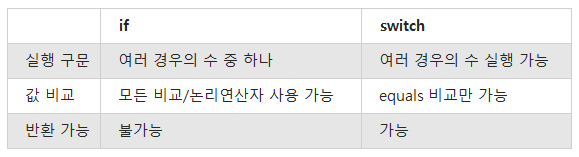 if switch
실행 구문 여러 경우의 수 중 하나 여러 경우의 수 실행 가능
값 비교 모든 비교/논리연산자 사용 가능 equals 비교만 가능
반환 가능 불가능 가능